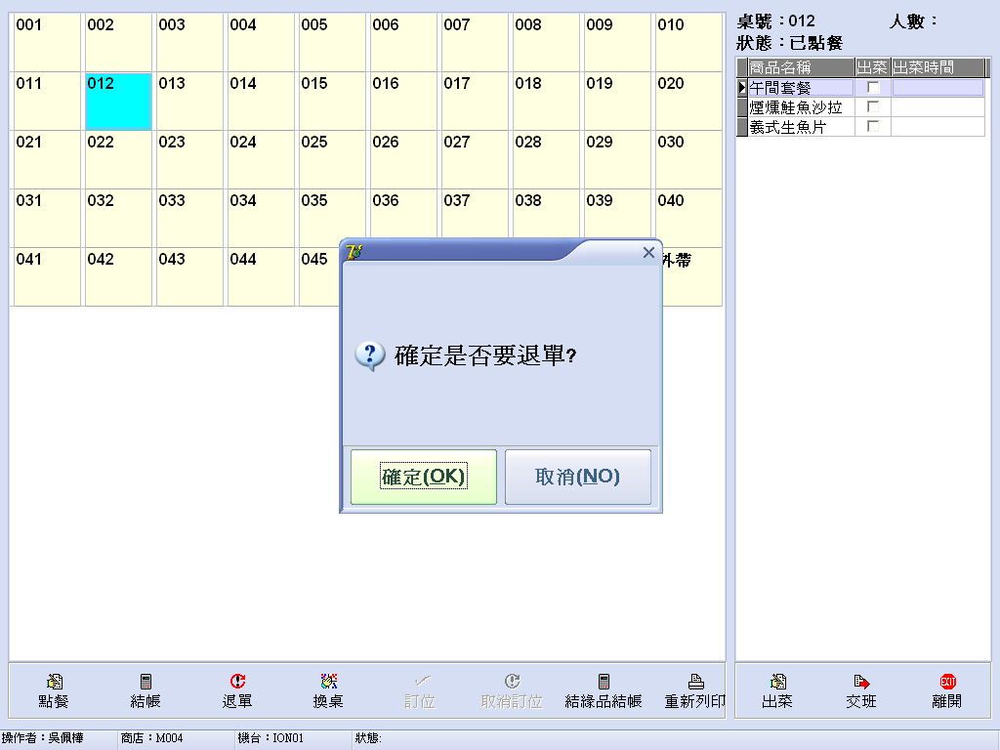 001 002 003 004 005 006 007 008 009 010
011 012 013 014 015 016 017 018 019 020
021 022 023 024 025 026 027 028 029 030
031 032 033 034 035 036 037 038 039 040
041 042 043 044 045 外帶
確定是否要退單?
確定(OK) 取消(NO)
桌號：012 人數：
狀態：已點餐
商品名稱 出菜 出菜時間
午間套餐
煙燻鮭魚沙拉
義式生魚片
點餐 結帳 退單 換桌 訂位 取消訂位 結緣品結帳 重新列印
EXIT
出菜 交班 離開
操作者：吳佩樺 商店：M004 機台：ION01 狀態: